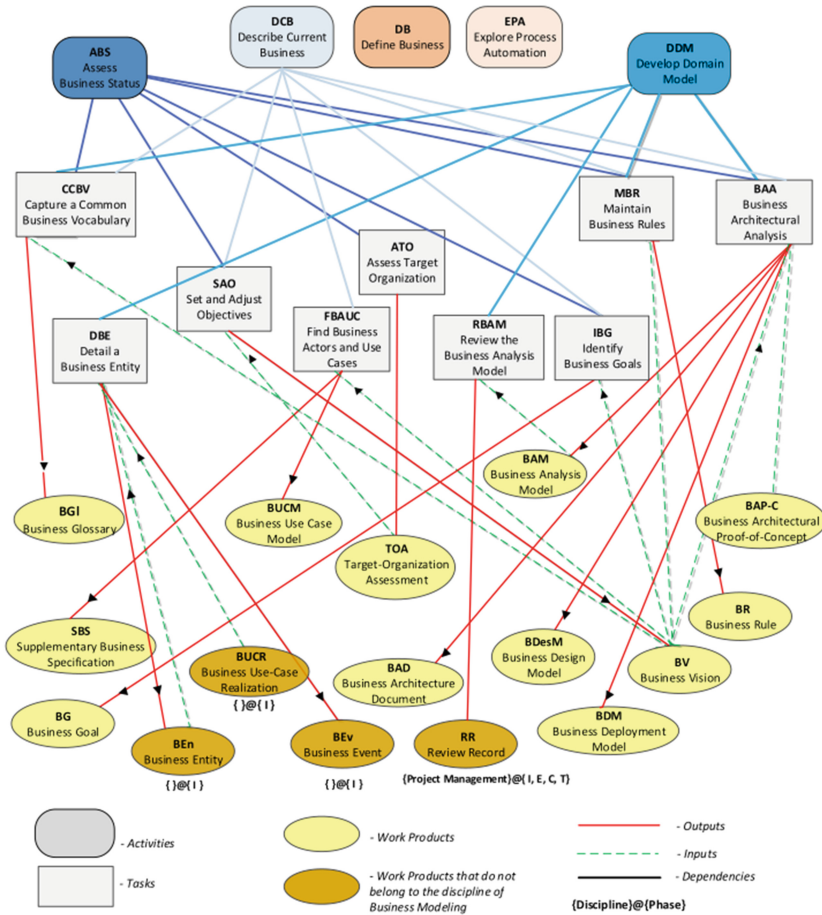 ABS
Assess
Business Status
DCB
Describe Current
Business
DB
Define Business
EPA
Explore Process
Automation
DDM
Develop Domain
Model
CCBV
Capture a Common
Business Vocabulary
MBR
Maintain
Business Rules
BAA
Business
Architectural
Analysis
ATO
Assess Target
Organization
SAO
Set and Adjust
Objectives
FBAUC
Find Business
Actors and Use
Cases
RBAM
Review the
Business Analysis
Model
IBG
Identify
Business Goals
DBE
Detail a
Business Entity
BAM
Business Analysis
Model
BGl
Business Glossary
BUCM
Business Use Case
Model
BAP-C
Business Architectural
Proof-of-Concept
TOA
Target-Organization
Assessment
BR
Business Rule
SBS
Supplementary Business
Specification
BUCR
Business Use-Case
Realization
{ }@{ I }
BAD
Business Architecture
Document
BDesM
Business Design
Model
BV
Business Vision
BG
Business Goal
BEn
Business Entity
{ }@{ I }
BEv
Business Event
{ }@{ I }
RR
Review Record
{Project Management}@{ I, E, C, T}
BDM
Business Deployment
Model
- Activities
- Tasks
- Work Products
- Work Products that do not
belong to the discipline of
Business Modeling
- Outputs
- Inputs
- Dependencies
{Discipline}@{Phase}